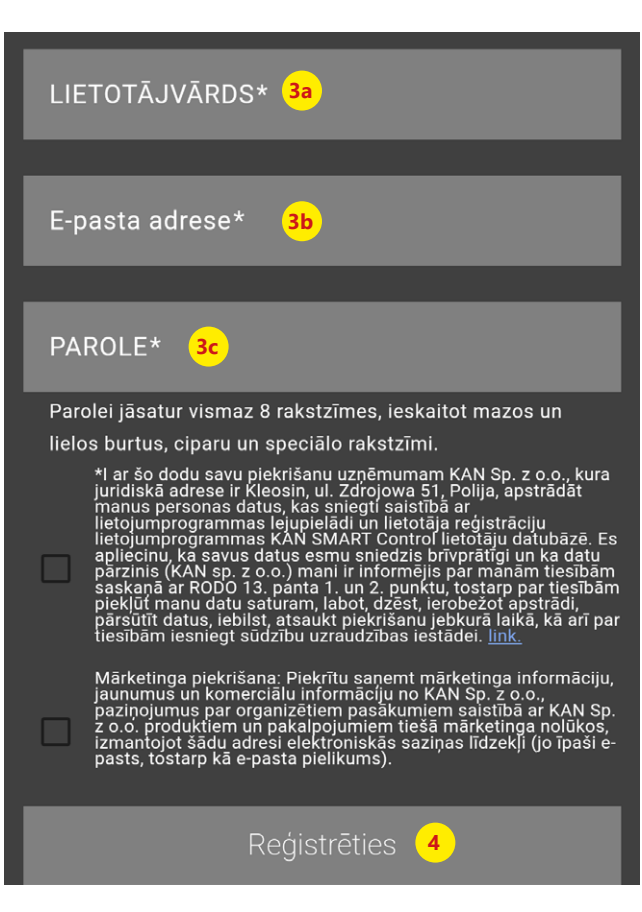 LIETOTĀJVĀRDS* 3a
E-pasta adrese* 3b
PAROLE* 3c
Parolei jāsatur vismaz 8 rakstzīmes, ieskaitot mazos un
lielos burtus, ciparu un speciālo rakstzīmi.
*I ar šo dodu savu piekrišanu uzņēmumam KAN Sp. z o.o., kura
juridiskā adrese ir Kleosin, ul. Zdrojowa 51, Polija, apstrādāt
manus personas datus, kas sniegti saistībā ar
lietojumprogrammas lejupielādi un lietotāja reģistrāciju
lietojumprogrammas KAN SMART Control lietotāju datubāzē. Es
apliecinu, ka savus datus esmu sniedzis brīvprātīgi un ka datu
pārzinis (KAN sp. z o.o.) mani ir informējis par manām tiesībām
saskaņā ar RODO 13. panta 1. un 2. punktu, tostarp par tiesībām
piekļūt manu datu saturam, labot, dzēst, ierobežot apstrādi,
pārsūtīt datus, iebilst, atsaukt piekrišanu jebkurā laikā, kā arī par
tiesībām iesniegt sūdzību uzraudzības iestādei. link.
Mārketinga piekrišana: Piekrītu saņemt mārketinga informāciju,
jaunumus un komerciālu informāciju no KAN Sp. z o.o.,
paziņojumus par organizētiem pasākumiem saistībā ar KAN Sp.
z o.o. produktiem un pakalpojumiem tiešā mārketinga nolūkos,
izmantojot šādu adresi elektroniskās saziņas līdzekļi (jo īpaši e-
pasts, tostarp kā e-pasta pielikums).
Reģistrēties 4